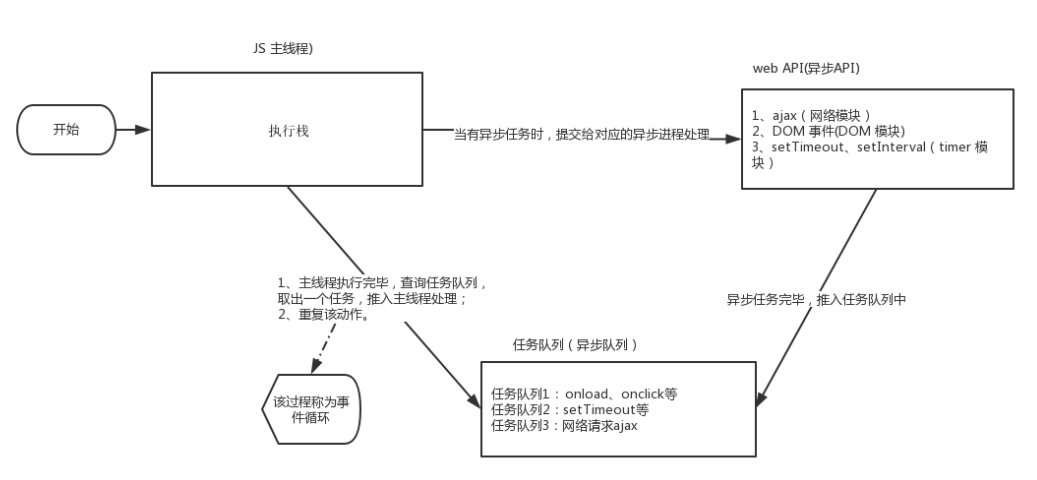 JS 主线程)
web API(异步API)
开始
执行栈
当有异步任务时，提交给对应的异步进程处理
1、ajax（网络模块）
2、DOM 事件(DOM 模块)
3、setTimeout、setInterval（timer 模
块）
1、主线程执行完毕，查询任务队列，
取出一个任务，推入主线程处理；
2、重复该动作。
异步任务完毕，推入任务队列中
任务队列（异步队列）
该过程称为事
件循环
任务队列1： onload、onclick等
任务队列2：setTimeout等
任务队列3：网络请求ajax